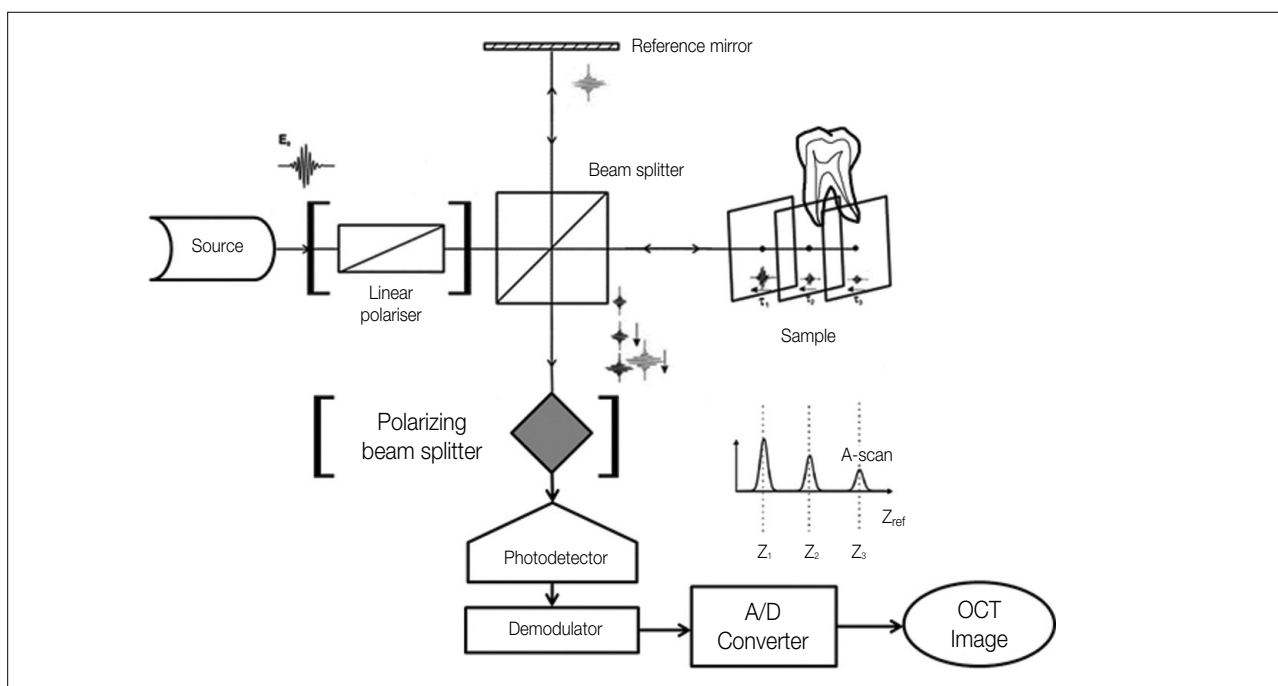 Reference mirror
E₀
Beam splitter
Source
Linear
polariser
τ₁
τ₂
τ₃
Sample
Polarizing
beam splitter
A-scan
Z_ref
Z₁
Z₂
Z₃
Photodetector
Demodulator
A/D
Converter
OCT
Image